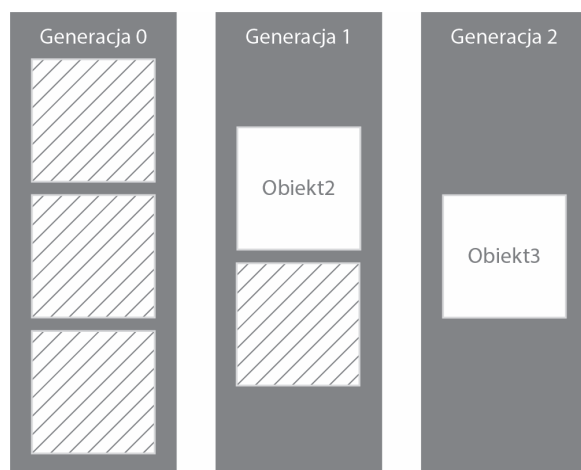 Generacja 0
Generacja 1
Generacja 2
Obiekt2
Obiekt3